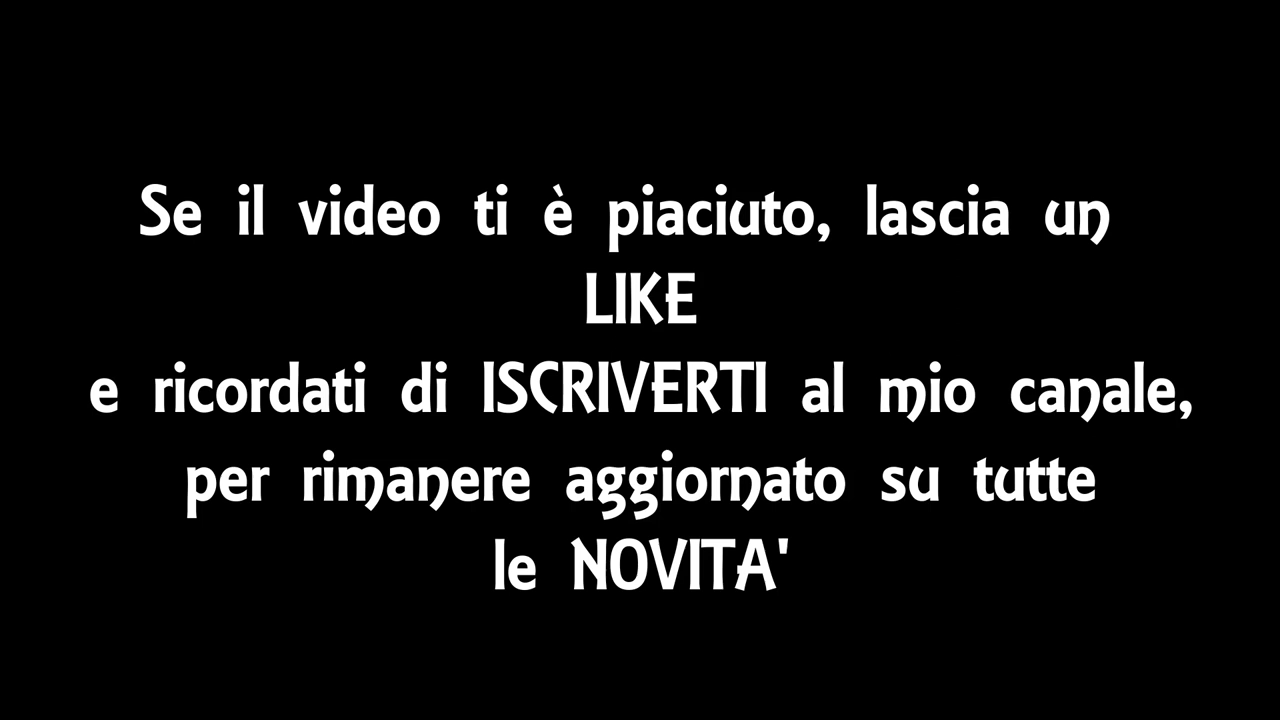 Se il video ti è piaciuto, lascia un
LIKE
e ricordati di ISCRIVERTI al mio canale,
per rimanere aggiornato su tutte
le NOVITA'